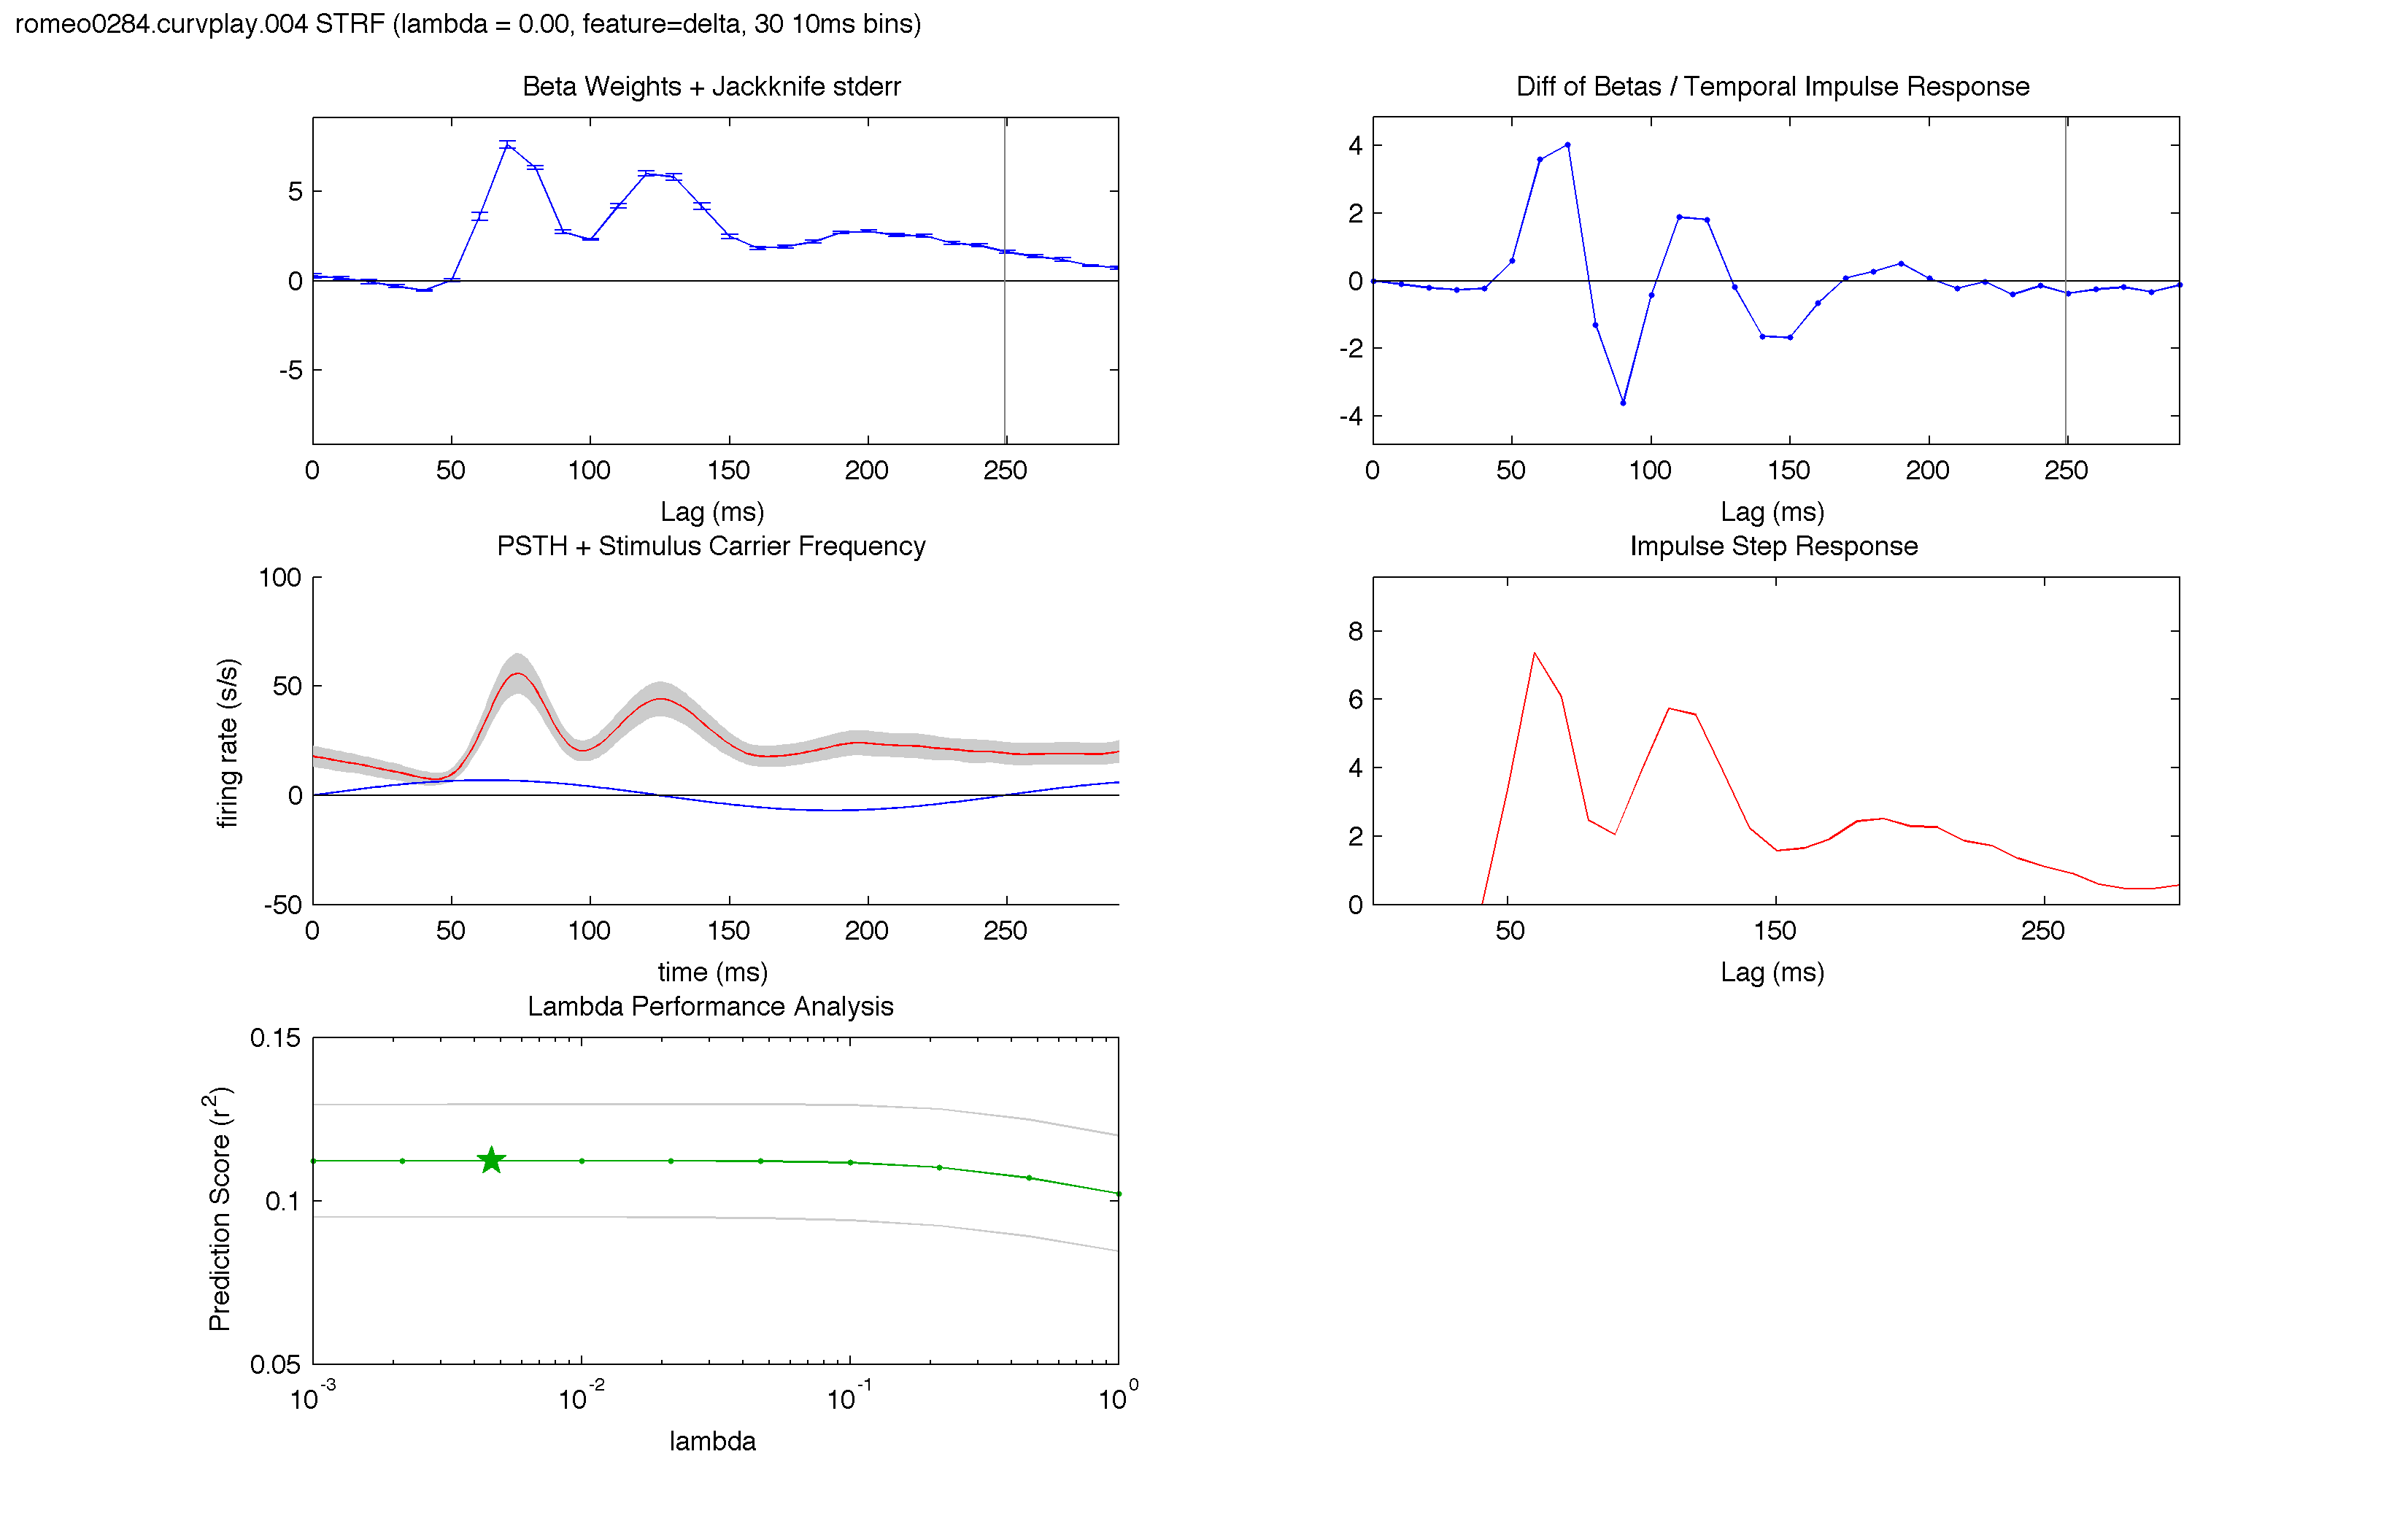 romeo0284.curvplay.004 STRF (lambda = 0.00, feature=delta, 30 10ms bins)
Beta Weights + Jackknife stderr
5
0
-5
0 50 100 150 200 250
Lag (ms)
Diff of Betas / Temporal Impulse Response
4
2
0
-2
-4
0 50 100 150 200 250
Lag (ms)
PSTH + Stimulus Carrier Frequency
firing rate (s/s)
100
50
0
-50
0 50 100 150 200 250
time (ms)
Impulse Step Response
8
6
4
2
0
50 150 250
Lag (ms)
Lambda Performance Analysis
Prediction Score (r²)
0.15
0.1
0.05
10⁻³ 10⁻² 10⁻¹ 10⁰
lambda